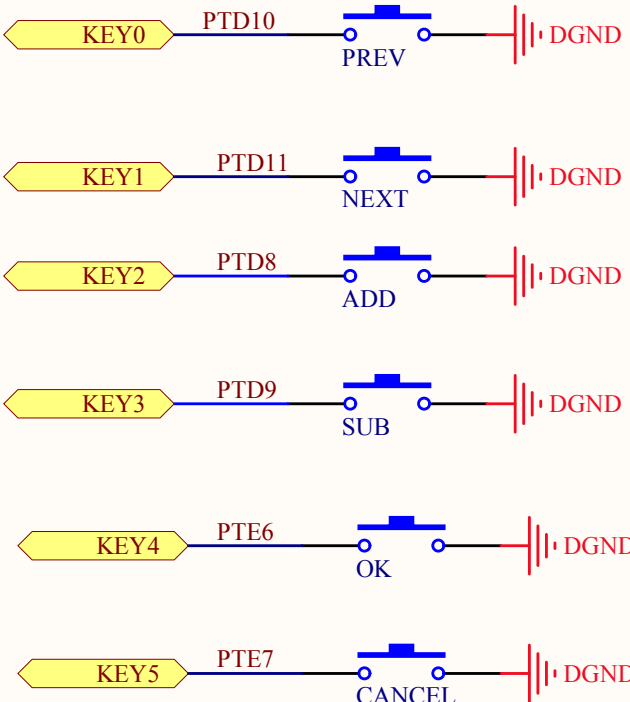 KEY0 PTD10 PREV DGND
KEY1 PTD11 NEXT DGND
KEY2 PTD8 ADD DGND
KEY3 PTD9 SUB DGND
KEY4 PTE6 OK DGND
KEY5 PTE7 CANCEL DGND